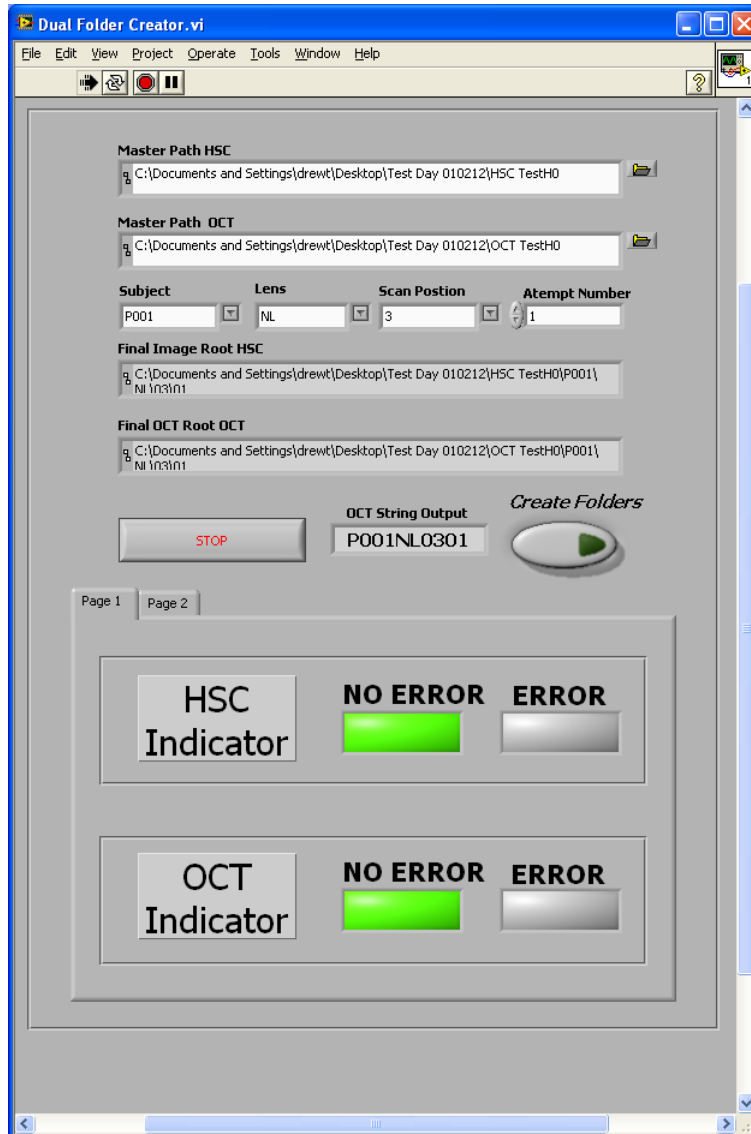 Dual Folder Creator.vi
File Edit View Project Operate Tools Window Help
1
Master Path HSC
C:\Documents and Settings\drewt\Desktop\Test Day 010212\HSC TestH0
Master Path OCT
C:\Documents and Settings\drewt\Desktop\Test Day 010212\OCT TestH0
Subject Lens Scan Postion Atempt Number
P001 NL 3 1
Final Image Root HSC
C:\Documents and Settings\drewt\Desktop\Test Day 010212\HSC TestH0\P001\
NL\03\01
Final OCT Root OCT
C:\Documents and Settings\drewt\Desktop\Test Day 010212\OCT TestH0\P001\
NL\03\01
OCT String Output Create Folders
STOP P001NL0301
Page 1 Page 2
HSC NO ERROR ERROR
Indicator
OCT NO ERROR ERROR
Indicator